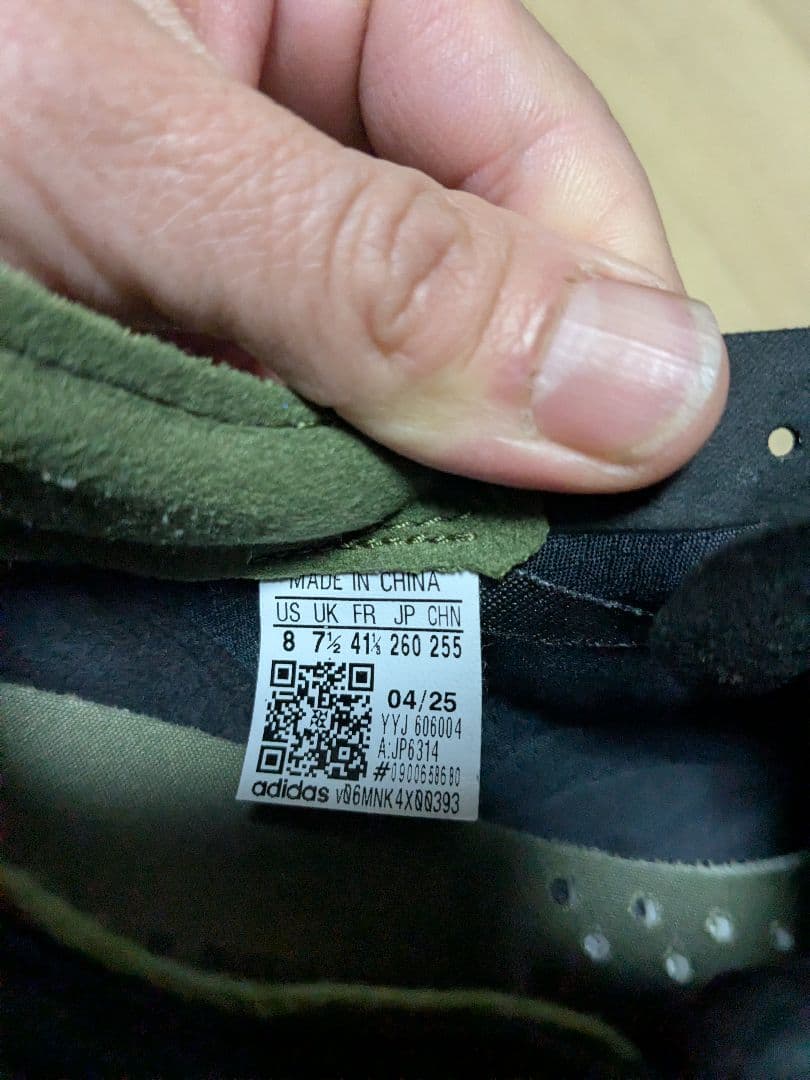 MADE IN CHINA
US UK FR JP CHN
8 7½ 41⅓ 260 255
04/25
YYJ 606004
A:JP6314
#0900658680
adidas v06MNK4X00393